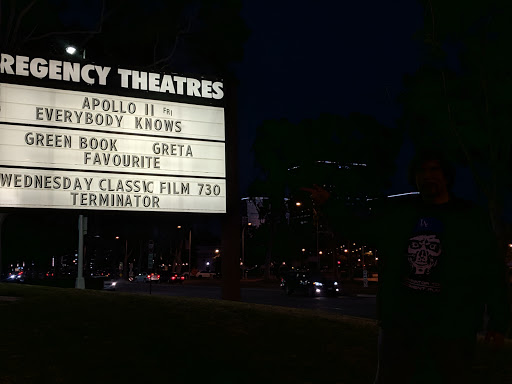 REGENCY THEATRES
APOLLO 11 FRI
EVERYBODY KNOWS
GREEN BOOK GRETA
FAVOURITE
WEDNESDAY CLASSIC FILM 730
TERMINATOR